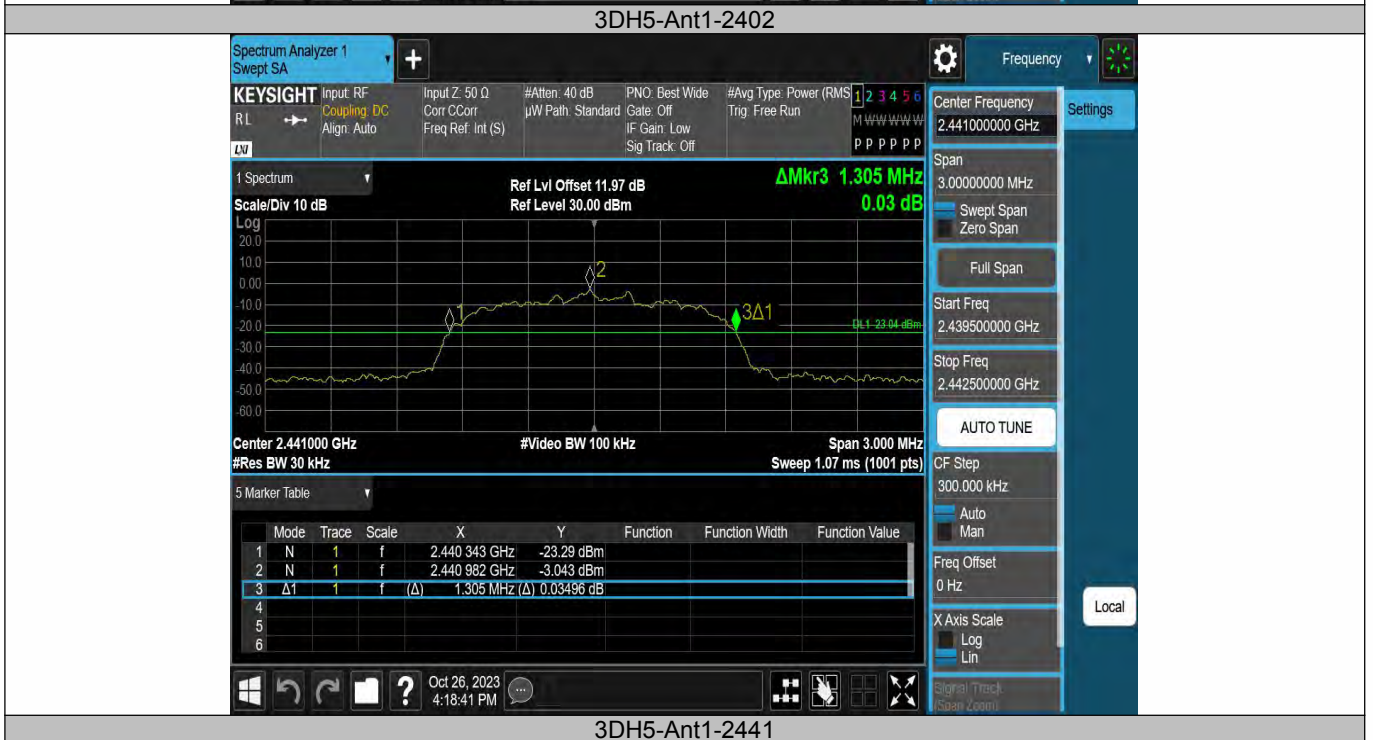 3DH5-Ant1-2402
Spectrum Analyzer 1
Swept SA
Frequency
KEYSIGHT
RL
LXI
Input: RF
Coupling: DC
Align: Auto
Input Z: 50 Ω
Corr CCorr
Freq Ref: Int (S)
#Atten: 40 dB
µW Path: Standard
PNO: Best Wide
Gate: Off
IF Gain: Low
Sig Track: Off
#Avg Type: Power (RMS
Trig: Free Run
1 2 3 4 5 6
M W W W W W
P P P P P P
Center Frequency
2.441000000 GHz
Settings
Span
3.00000000 MHz
Swept Span
Zero Span
Full Span
Start Freq
2.439500000 GHz
Stop Freq
2.442500000 GHz
AUTO TUNE
CF Step
300.000 kHz
Auto
Man
Freq Offset
0 Hz
X Axis Scale
Log
Lin
Signal Track
(Span Zoom)
Local
1 Spectrum
Scale/Div 10 dB
Ref Lvl Offset 11.97 dB
Ref Level 30.00 dBm
ΔMkr3 1.305 MHz
0.03 dB
Log
20.0
10.0
0.00
-10.0
-20.0
-30.0
-40.0
-50.0
-60.0
1
2
3Δ1
DL1 -23.04 dBm
Center 2.441000 GHz
#Video BW 100 kHz
Span 3.000 MHz
#Res BW 30 kHz
Sweep 1.07 ms (1001 pts)
5 Marker Table
Mode Trace Scale X Y Function Function Width Function Value
1 N 1 f 2.440 343 GHz -23.29 dBm
2 N 1 f 2.440 982 GHz -3.043 dBm
3 Δ1 1 f (Δ) 1.305 MHz (Δ) 0.03496 dB
4
5
6
Oct 26, 2023
4:18:41 PM
3DH5-Ant1-2441